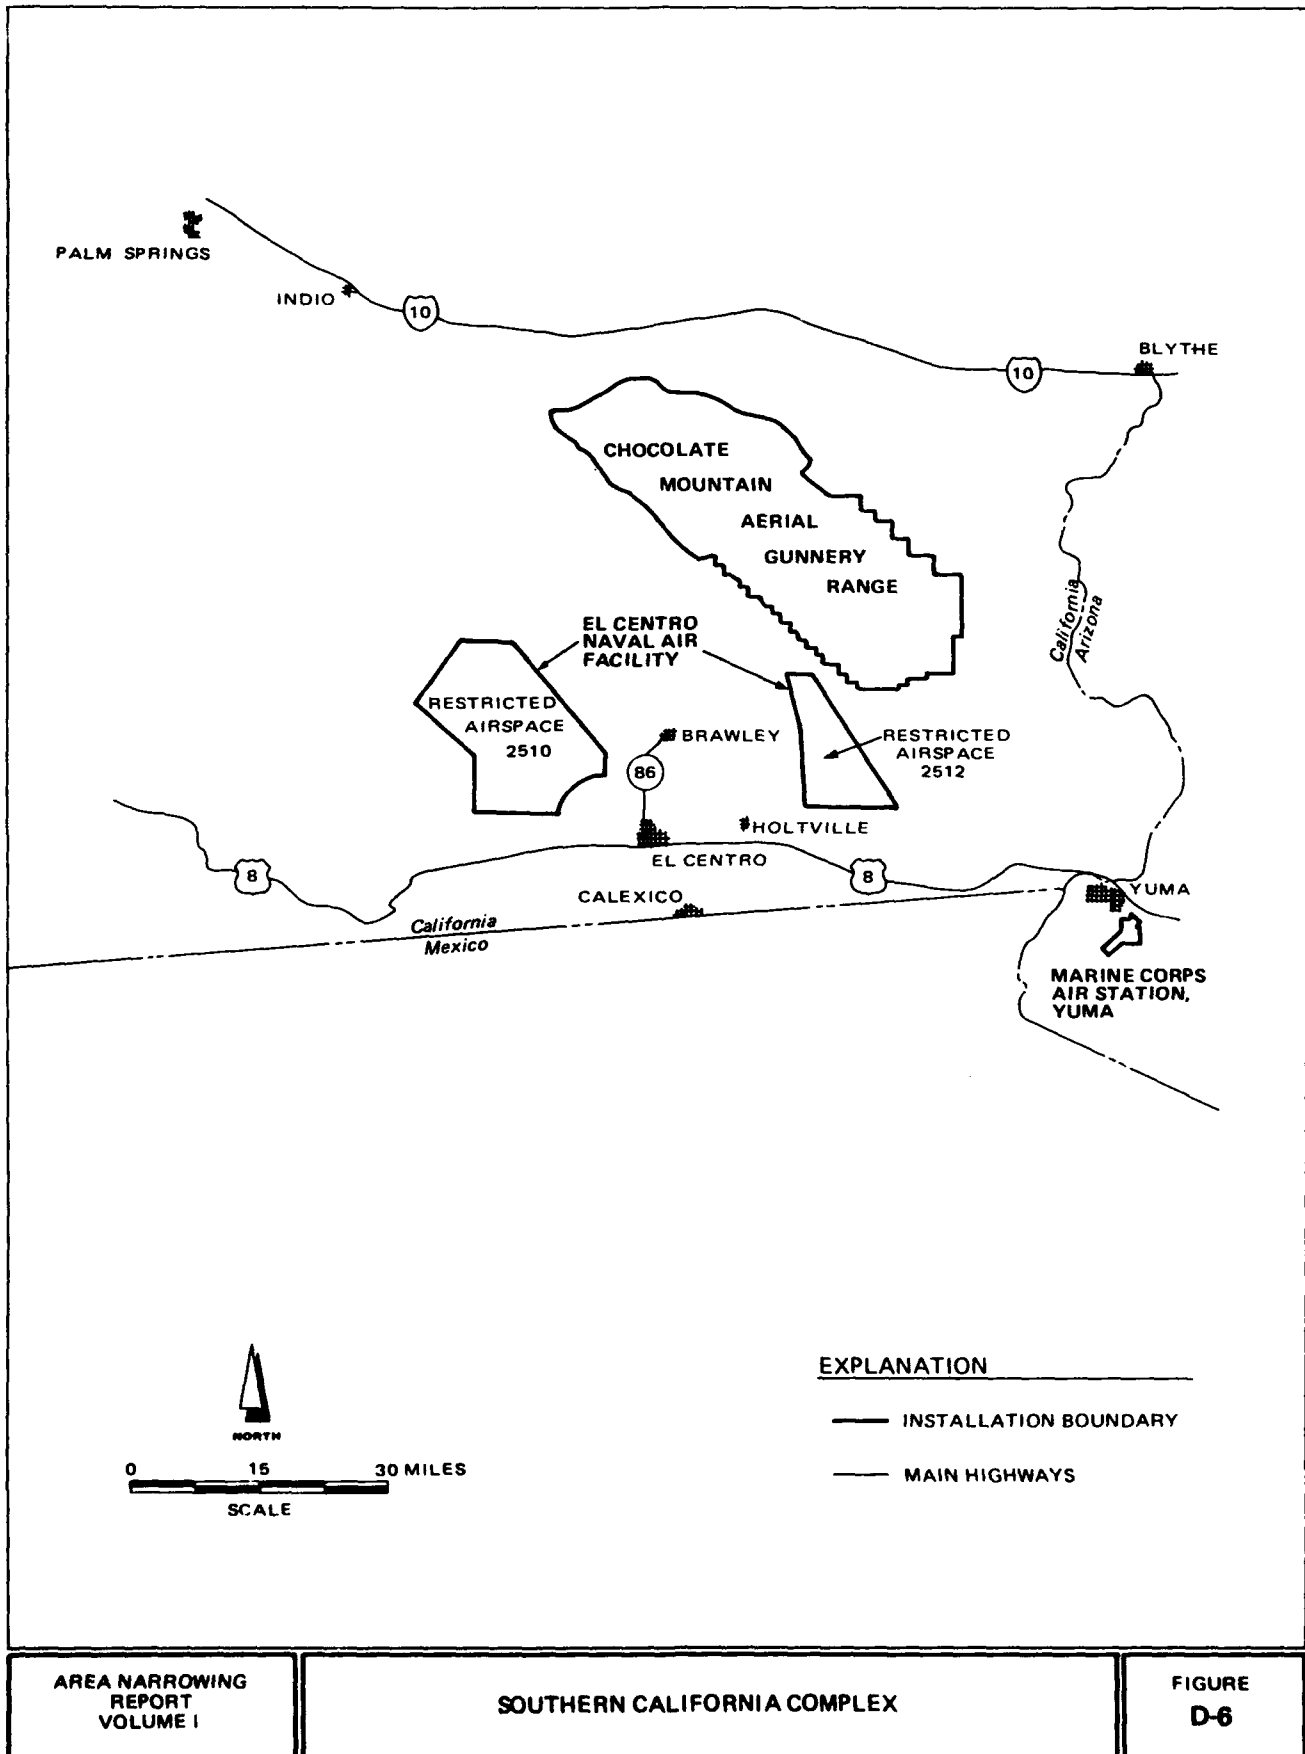 PALM SPRINGS
INDIO
10
BLYTHE
10
CHOCOLATE
MOUNTAIN
AERIAL
GUNNERY
RANGE
California
Arizona
EL CENTRO
NAVAL AIR
FACILITY
RESTRICTED
AIRSPACE
2510
BRAWLEY
RESTRICTED
AIRSPACE
2512
86
HOLTVILLE
EL CENTRO
8
8
CALEXICO
YUMA
California
Mexico
MARINE CORPS
AIR STATION,
YUMA
NORTH
0 15 30 MILES
SCALE
EXPLANATION
INSTALLATION BOUNDARY
MAIN HIGHWAYS
AREA NARROWING
REPORT
VOLUME I
SOUTHERN CALIFORNIA COMPLEX
FIGURE
D-6